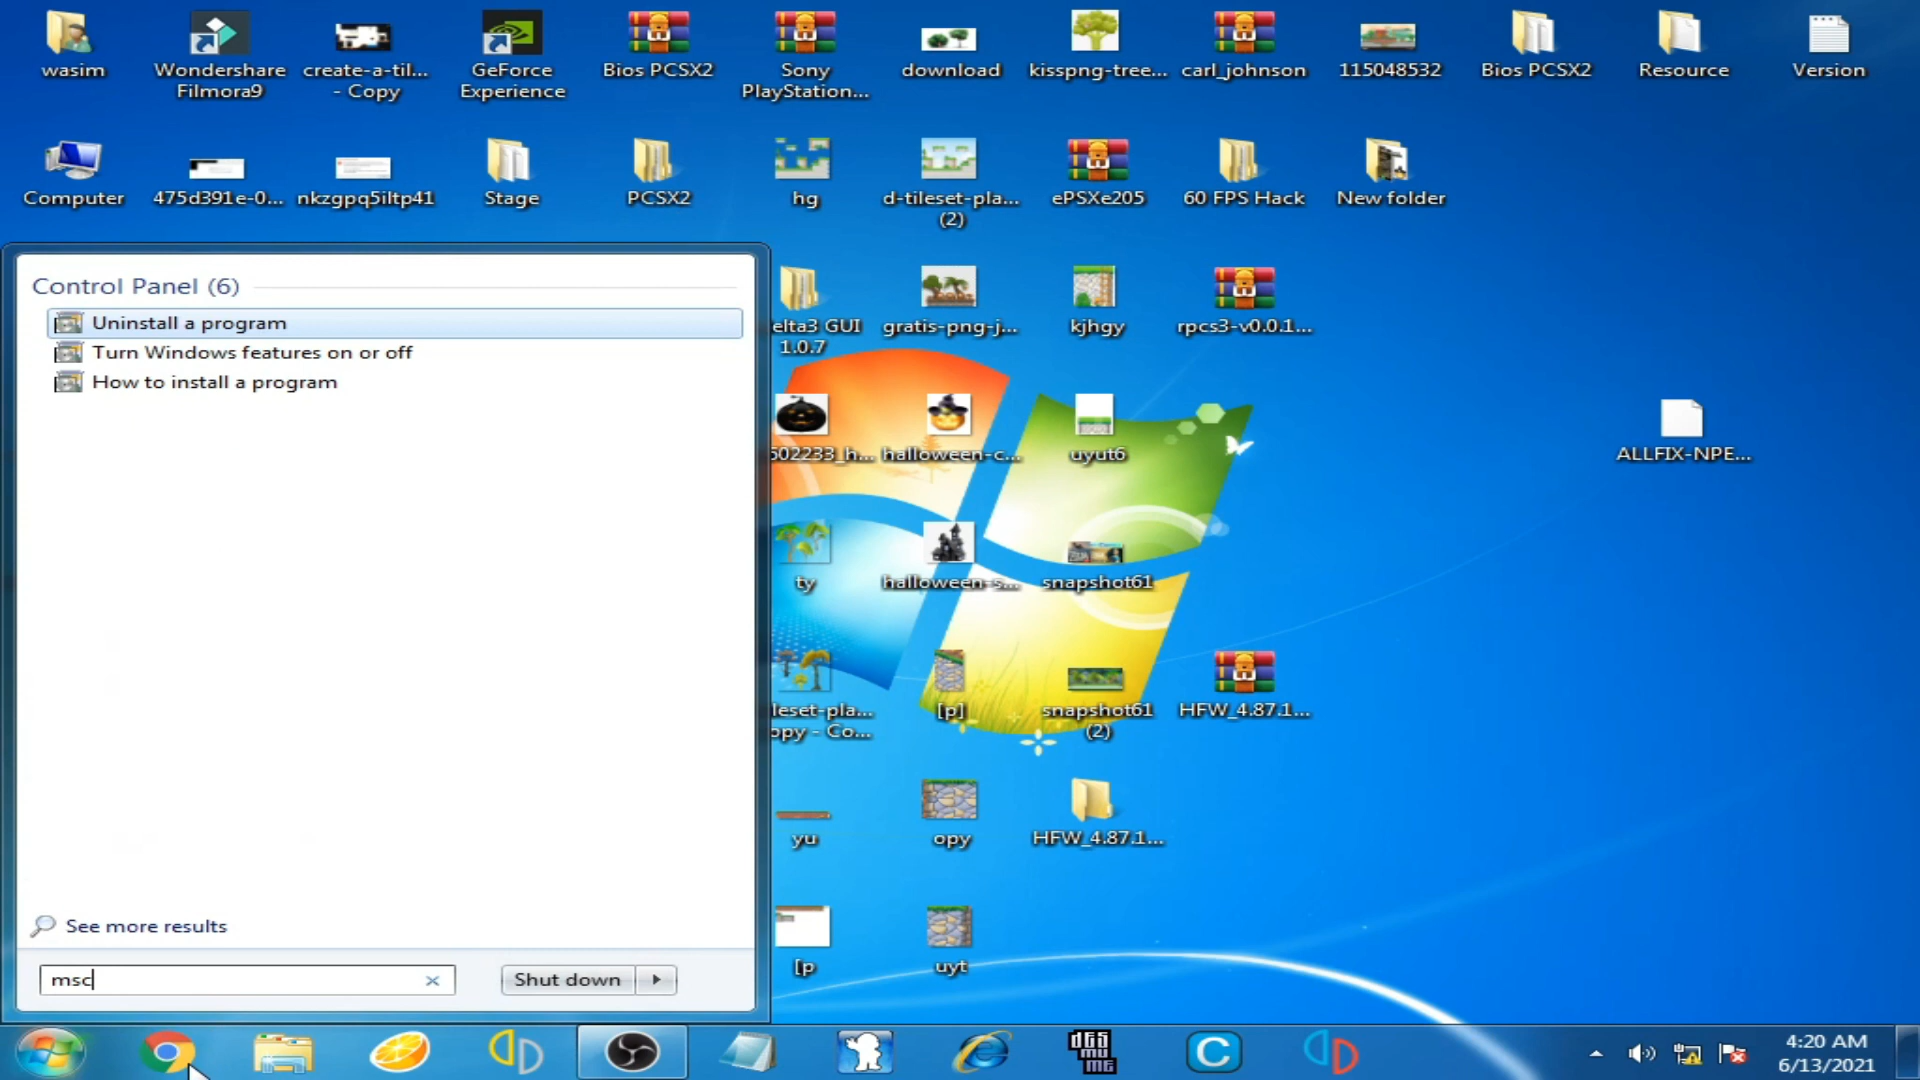 wasim
Wondershare
Filmora9
create-a-til...
- Copy
GeForce
Experience
Bios PCSX2
Sony
PlayStation...
download
kisspng-tree...
carl_johnson
115048532
Bios PCSX2
Resource
Version
Computer
475d391e-0...
nkzgpq5iltp41
Stage
PCSX2
hg
d-tileset-pla...
(2)
ePSXe205
60 FPS Hack
New folder
Control Panel (6)
Uninstall a program
Turn Windows features on or off
How to install a program
elta3 GUI
1.0.7
gratis-png-j...
kjhgy
rpcs3-v0.0.1...
502233_h...
halloween-c...
uyut6
ALLFIX-NPE...
ty
halloween-s...
snapshot61
leset-pla...
opy - Co...
[p]
snapshot61
(2)
HFW_4.87.1...
yu
opy
HFW_4.87.1...
[p
uyt
See more results
msc
Shut down
DES
MU
ME
4:20 AM
6/13/2021